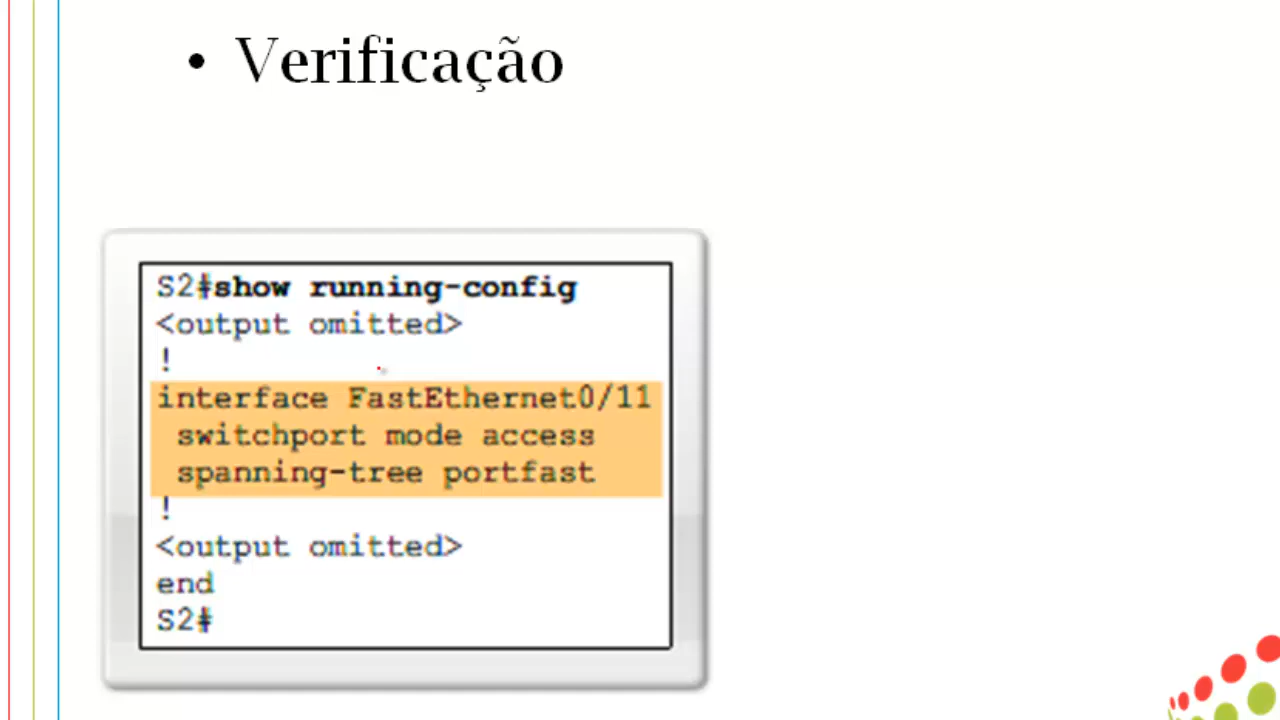 • Verificação
S2#show running-config
<output omitted>
!
interface FastEthernet0/11
switchport mode access
spanning-tree portfast
!
<output omitted>
end
S2#